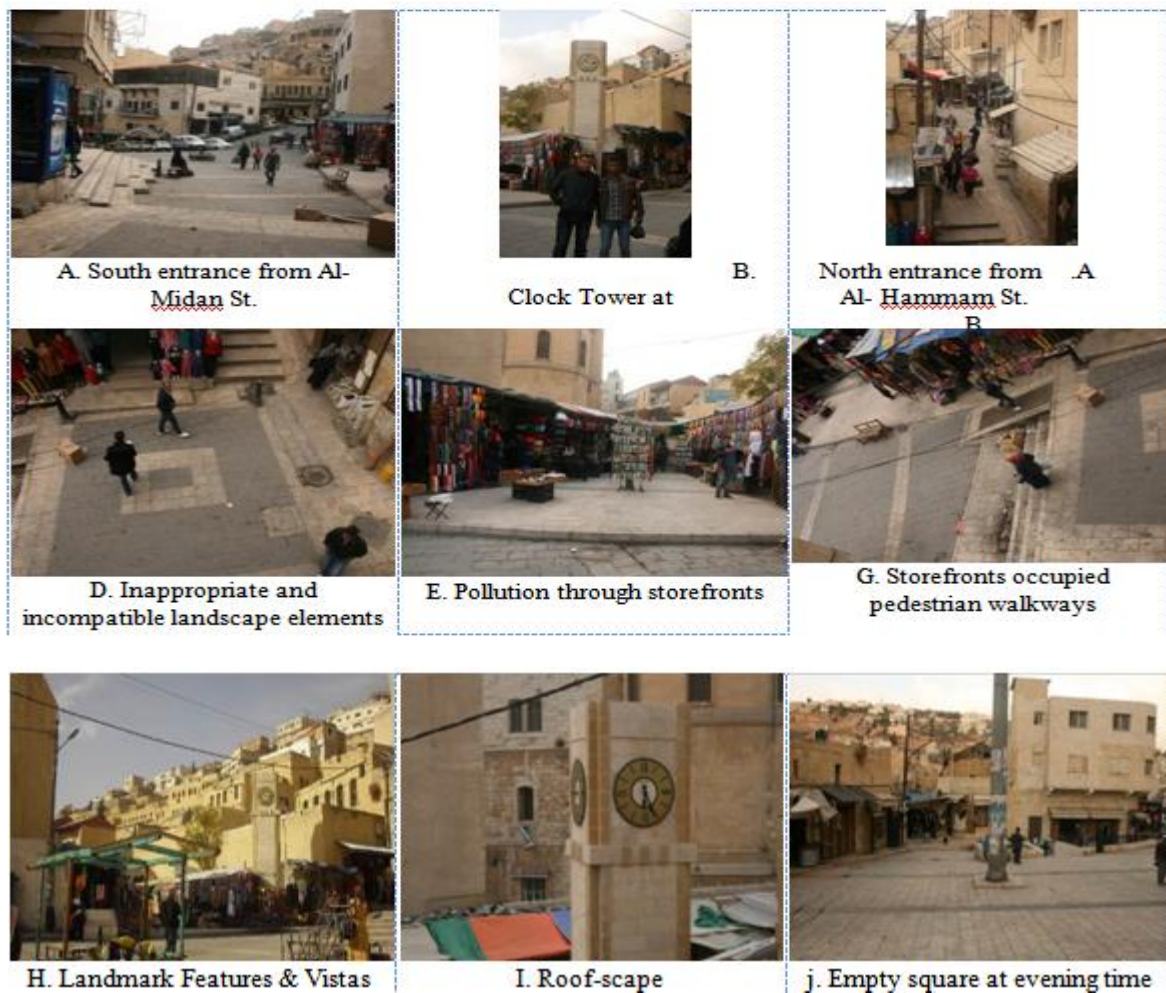 A. South entrance from Al-
Midan St.
B.
Clock Tower at
North entrance from .A
Al- Hammam St.
B
D. Inappropriate and
incompatible landscape elements
E. Pollution through storefronts
G. Storefronts occupied
pedestrian walkways
H. Landmark Features & Vistas
I. Roof-scape
j. Empty square at evening time